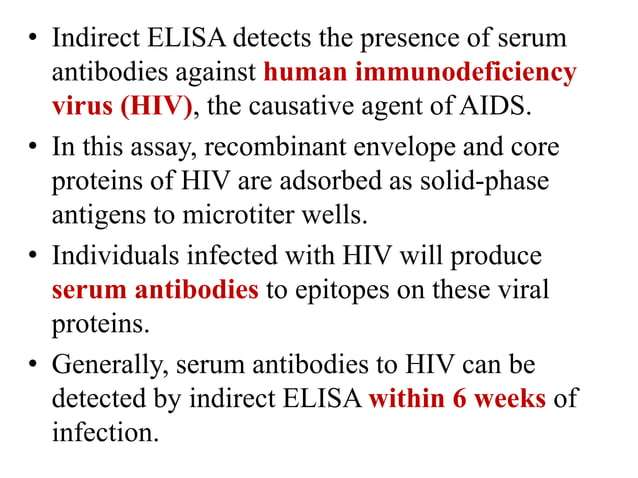 • Indirect ELISA detects the presence of serum
antibodies against human immunodeficiency
virus (HIV), the causative agent of AIDS.
• In this assay, recombinant envelope and core
proteins of HIV are adsorbed as solid-phase
antigens to microtiter wells.
• Individuals infected with HIV will produce
serum antibodies to epitopes on these viral
proteins.
• Generally, serum antibodies to HIV can be
detected by indirect ELISA within 6 weeks of
infection.